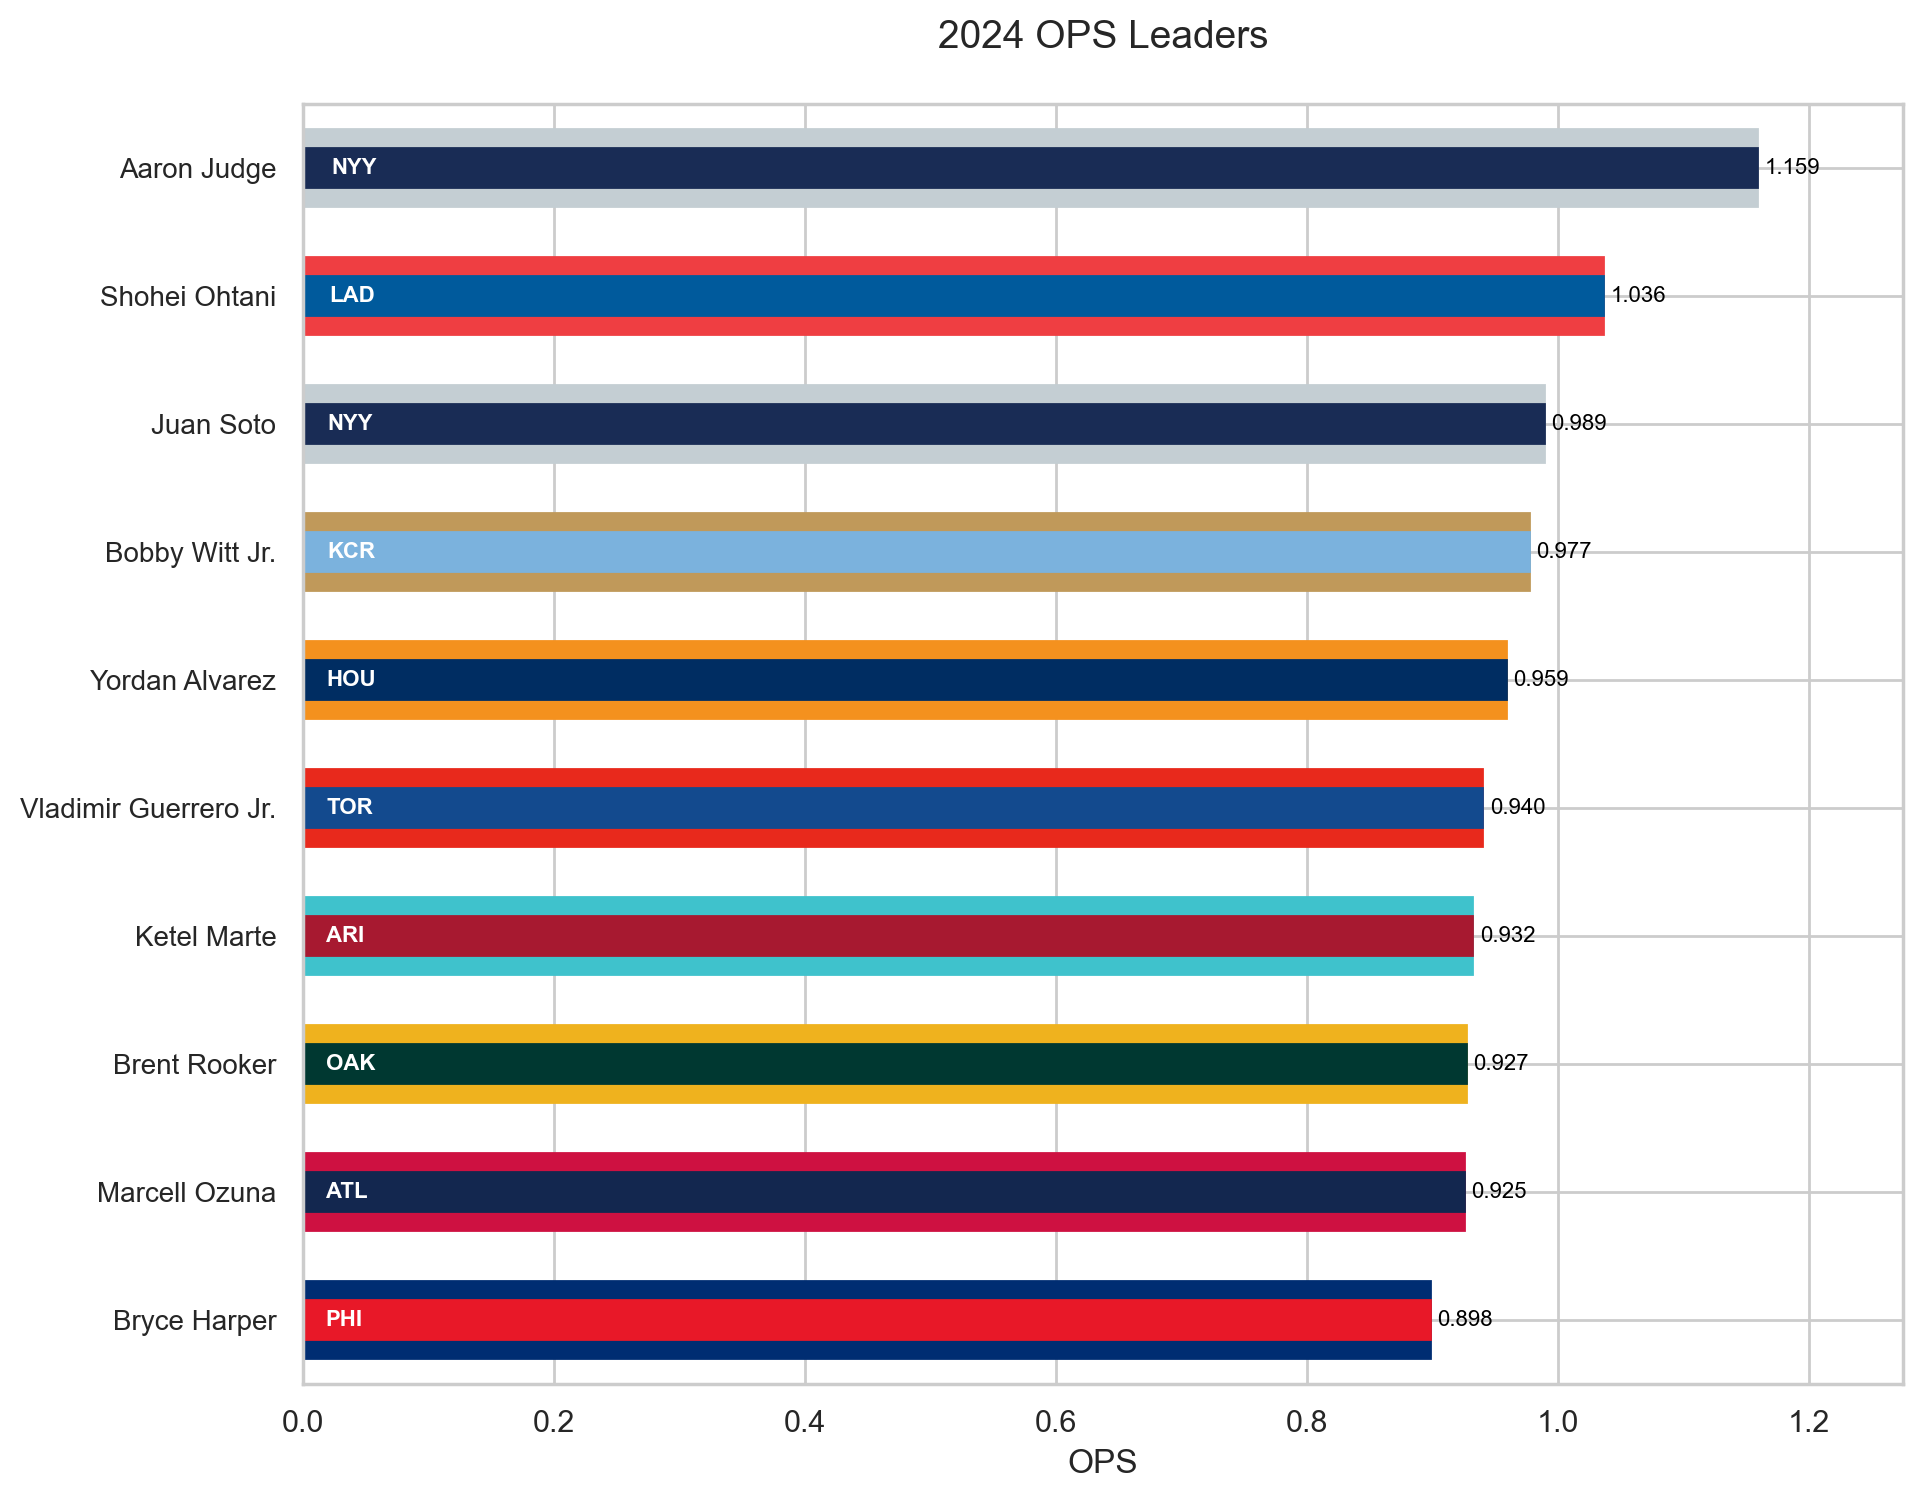 2024 OPS Leaders
Aaron Judge NYY 1.159
Shohei Ohtani LAD 1.036
Juan Soto NYY 0.989
Bobby Witt Jr. KCR 0.977
Yordan Alvarez HOU 0.959
Vladimir Guerrero Jr. TOR 0.940
Ketel Marte ARI 0.932
Brent Rooker OAK 0.927
Marcell Ozuna ATL 0.925
Bryce Harper PHI 0.898
0.0 0.2 0.4 0.6 0.8 1.0 1.2
OPS